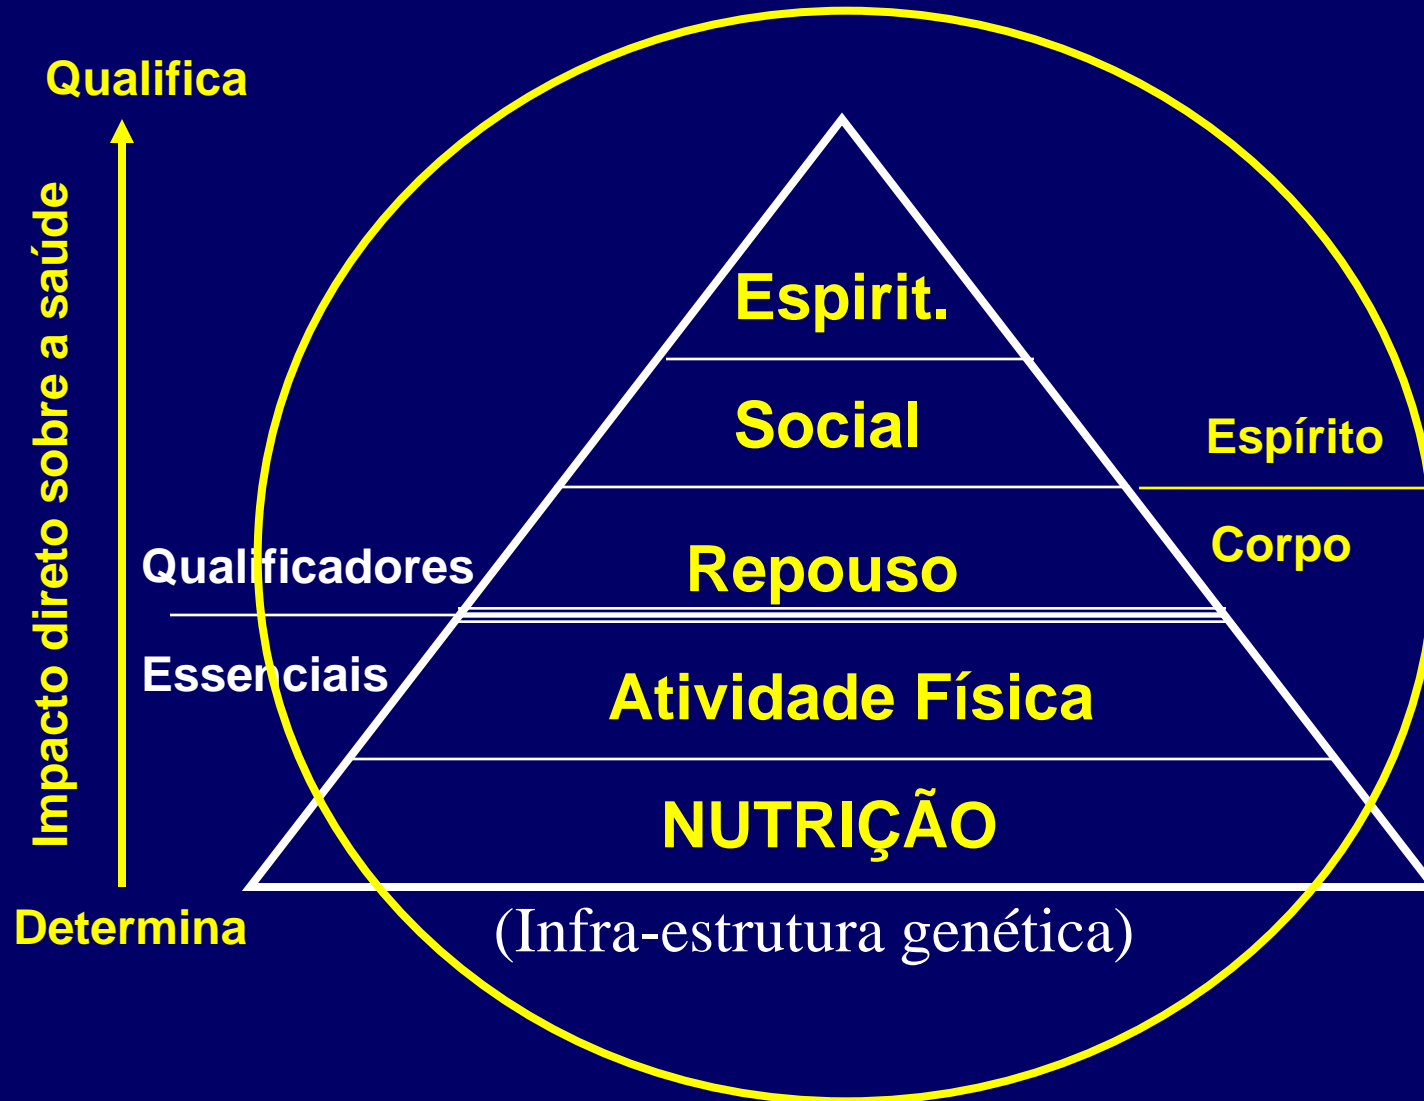 Qualifica
Impacto direto sobre a saúde
Espirit.
Social
Espírito
Corpo
Qualificadores
Repouso
Essenciais
Atividade Física
NUTRIÇÃO
Determina
(Infra-estrutura genética)